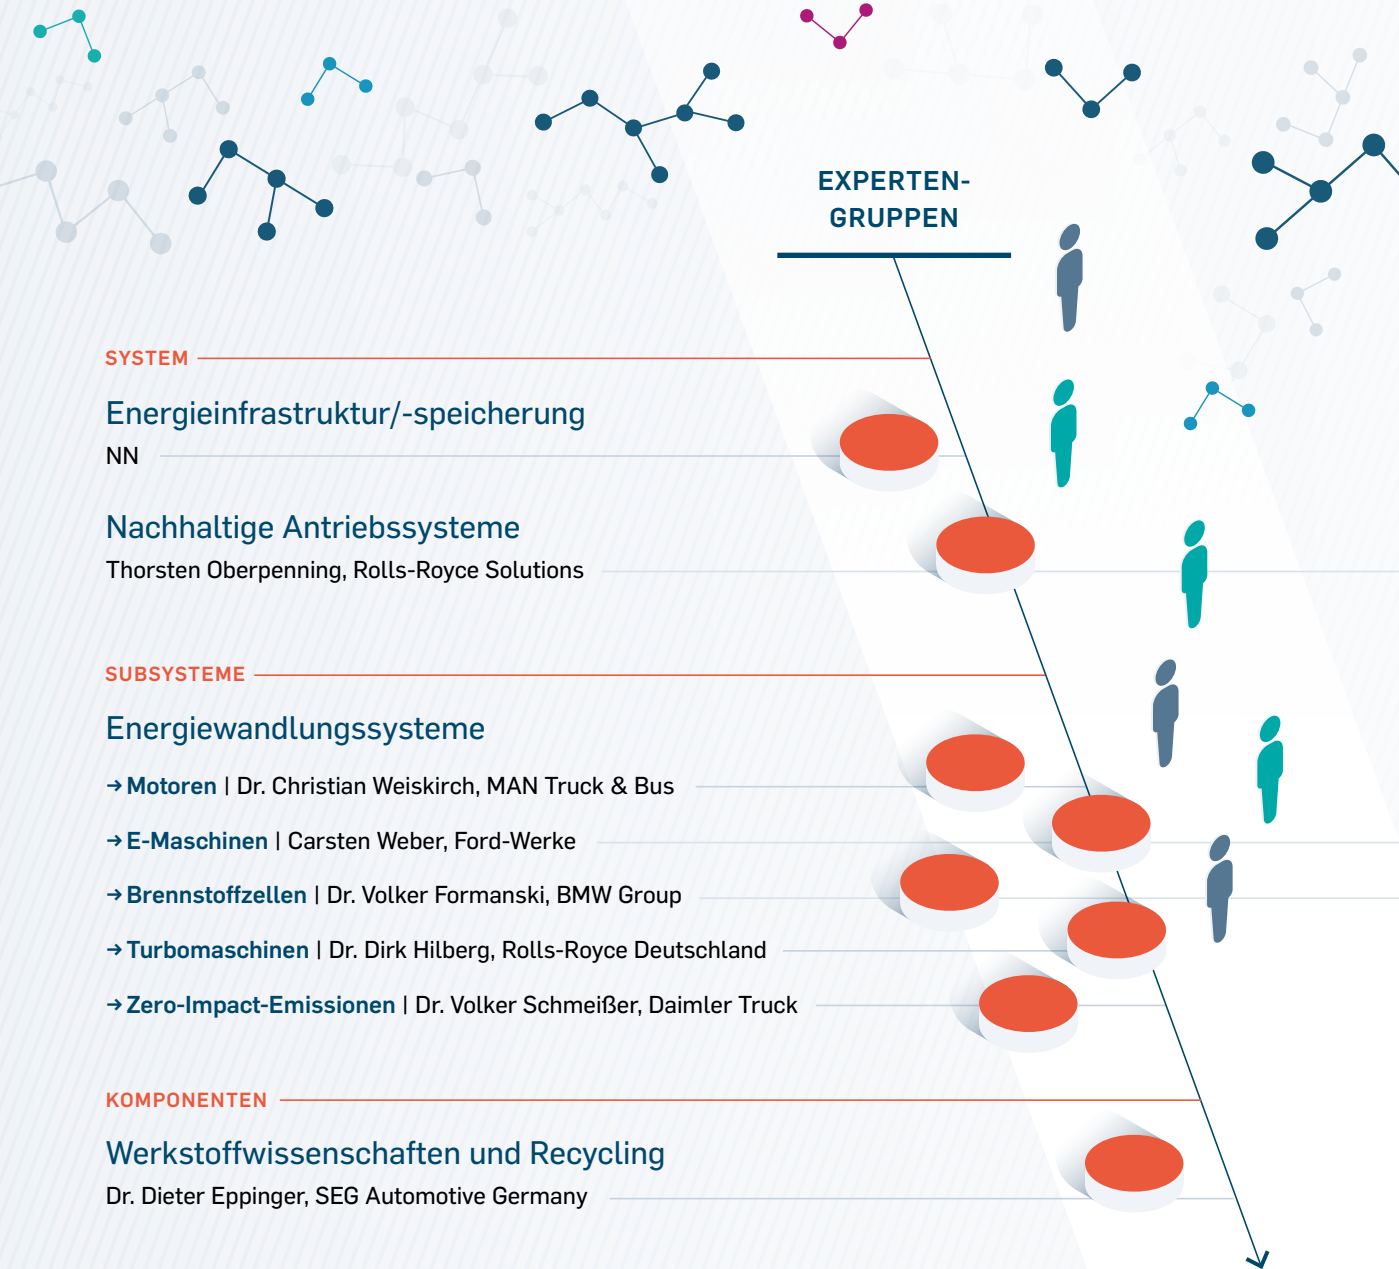 EXPERTEN-
GRUPPEN
SYSTEM
Energieinfrastruktur/-speicherung
NN
Nachhaltige Antriebssysteme
Thorsten Oberpenning, Rolls-Royce Solutions
SUBSYSTEME
Energiewandlungssysteme
→ Motoren | Dr. Christian Weiskirch, MAN Truck & Bus
→ E-Maschinen | Carsten Weber, Ford-Werke
→ Brennstoffzellen | Dr. Volker Formanski, BMW Group
→ Turbomaschinen | Dr. Dirk Hilberg, Rolls-Royce Deutschland
→ Zero-Impact-Emissionen | Dr. Volker Schmeißer, Daimler Truck
KOMPONENTEN
Werkstoffwissenschaften und Recycling
Dr. Dieter Eppinger, SEG Automotive Germany